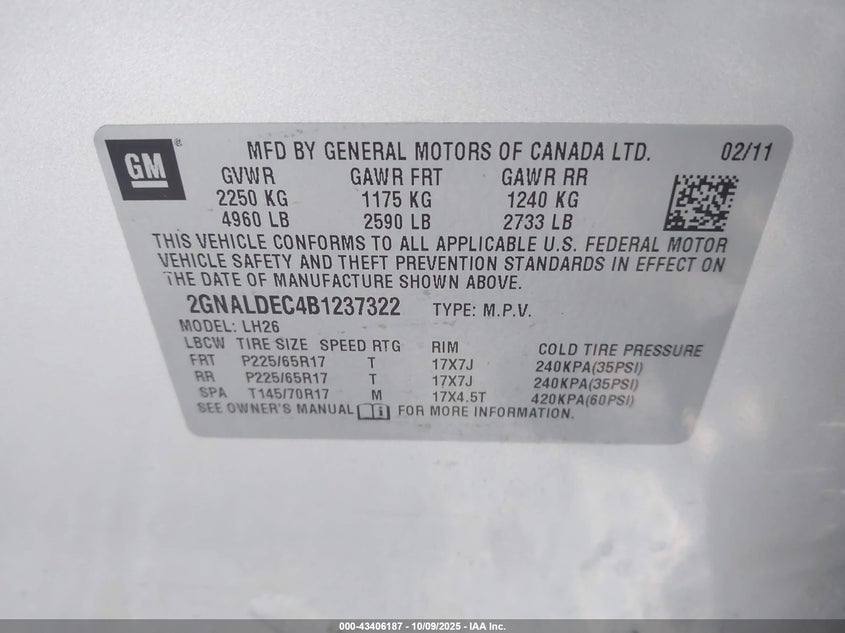 GM®
MFD BY GENERAL MOTORS OF CANADA LTD. 02/11
GVWR GAWR FRT GAWR RR
2250 KG 1175 KG 1240 KG
4960 LB 2590 LB 2733 LB
THIS VEHICLE CONFORMS TO ALL APPLICABLE U.S. FEDERAL MOTOR
VEHICLE SAFETY AND THEFT PREVENTION STANDARDS IN EFFECT ON
THE DATE OF MANUFACTURE SHOWN ABOVE.
2GNALDEC4B1237322 TYPE: M.P.V.
MODEL: LH26
LBCW TIRE SIZE SPEED RTG RIM COLD TIRE PRESSURE
FRT P225/65R17 T 17X7J 240KPA(35PSI)
RR P225/65R17 T 17X7J 240KPA(35PSI)
SPA T145/70R17 M 17X4.5T 420KPA(60PSI)
SEE OWNER'S MANUAL FOR MORE INFORMATION.
000-43406187 - 10/09/2025 - IAA Inc.